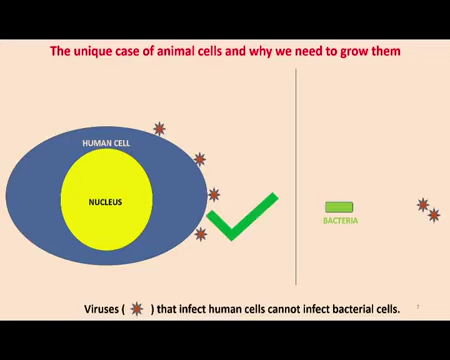 The unique case of animal cells and why we need to grow them
HUMAN CELL
NUCLEUS
BACTERIA
Viruses ( ) that infect human cells cannot infect bacterial cells.
7